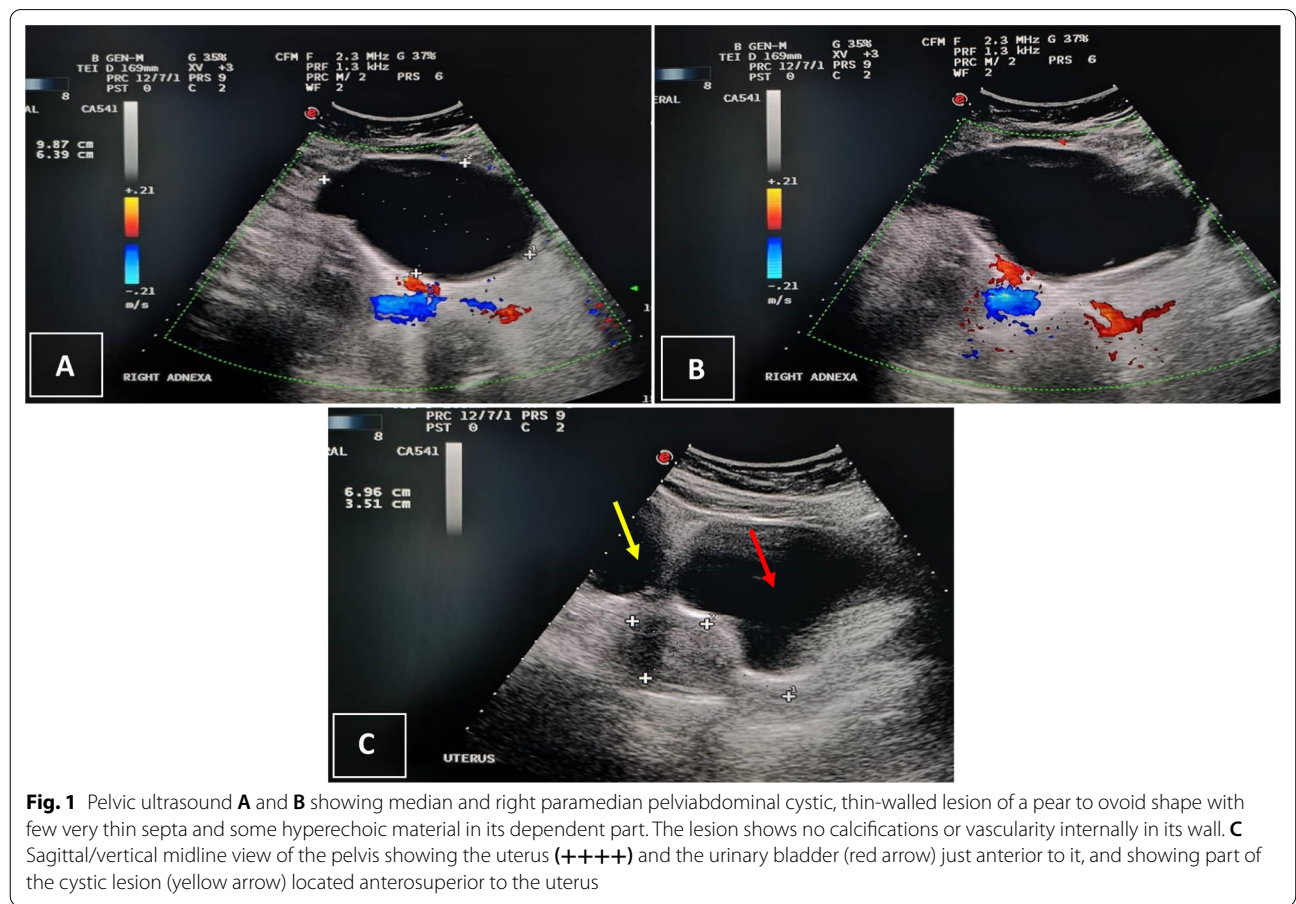 B GEN-M G 35%
TEI D 169mm XV +3
PRC 12/7/1 PRS 9
PST 0 C 2
CFM F 2.3 MHz G 37%
PRF 1.3 kHz
PRC M/ 2 PRS 6
WF 2
8
AL CA541
9.87 cm
6.39 cm
+.21
-.21
m/s
A
RIGHT ADNEXA
B GEN-M G 35%
TEI D 169mm XV +3
PRC 12/7/1 PRS 9
PST 0 C 2
CFM F 2.3 MHz G 37%
PRF 1.3 kHz
PRC M/ 2 PRS 6
WF 2
8
ERAL CA541
+.21
-.21
m/s
B
RIGHT ADNEXA
PRC 12/7/1 PRS 9
PST 0 C 2
8
RAL CA541
6.96 cm
3.51 cm
C
UTERUS
Fig. 1 Pelvic ultrasound A and B showing median and right paramedian pelviabdominal cystic, thin-walled lesion of a pear to ovoid shape with
few very thin septa and some hyperechoic material in its dependent part. The lesion shows no calcifications or vascularity internally in its wall. C
Sagittal/vertical midline view of the pelvis showing the uterus (++++) and the urinary bladder (red arrow) just anterior to it, and showing part of
the cystic lesion (yellow arrow) located anterosuperior to the uterus